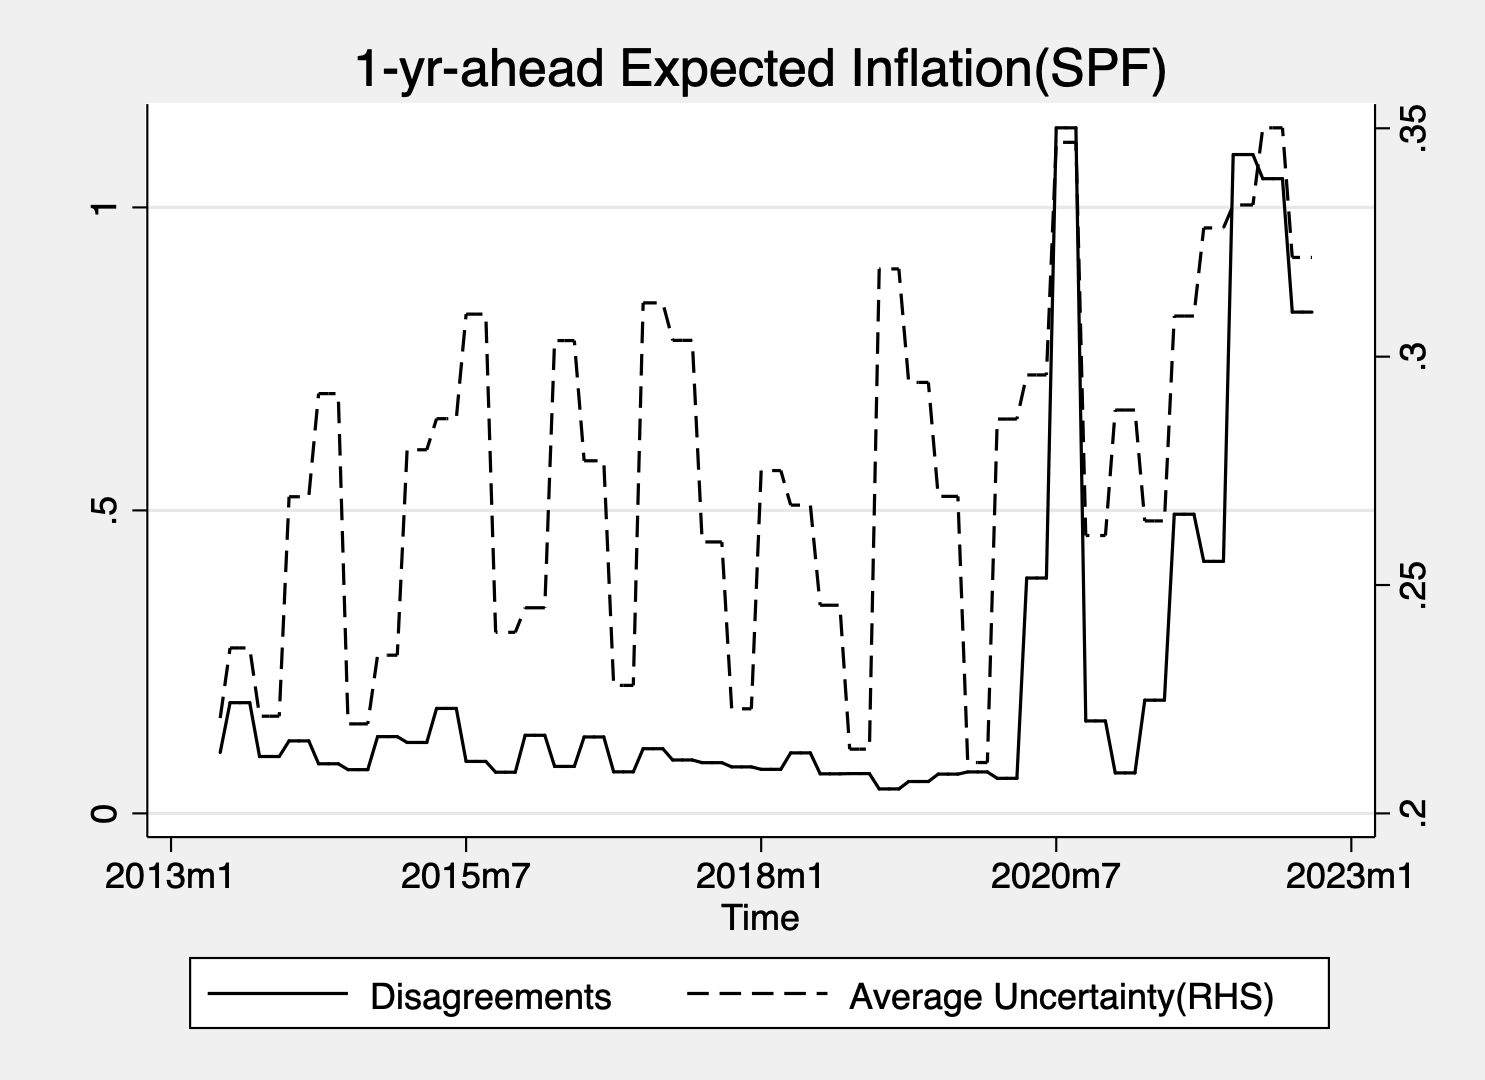 1-yr-ahead Expected Inflation(SPF)
1
.5
0
.35
.3
.25
.2
2013m1 2015m7 2018m1 2020m7 2023m1
Time
Disagreements Average Uncertainty(RHS)